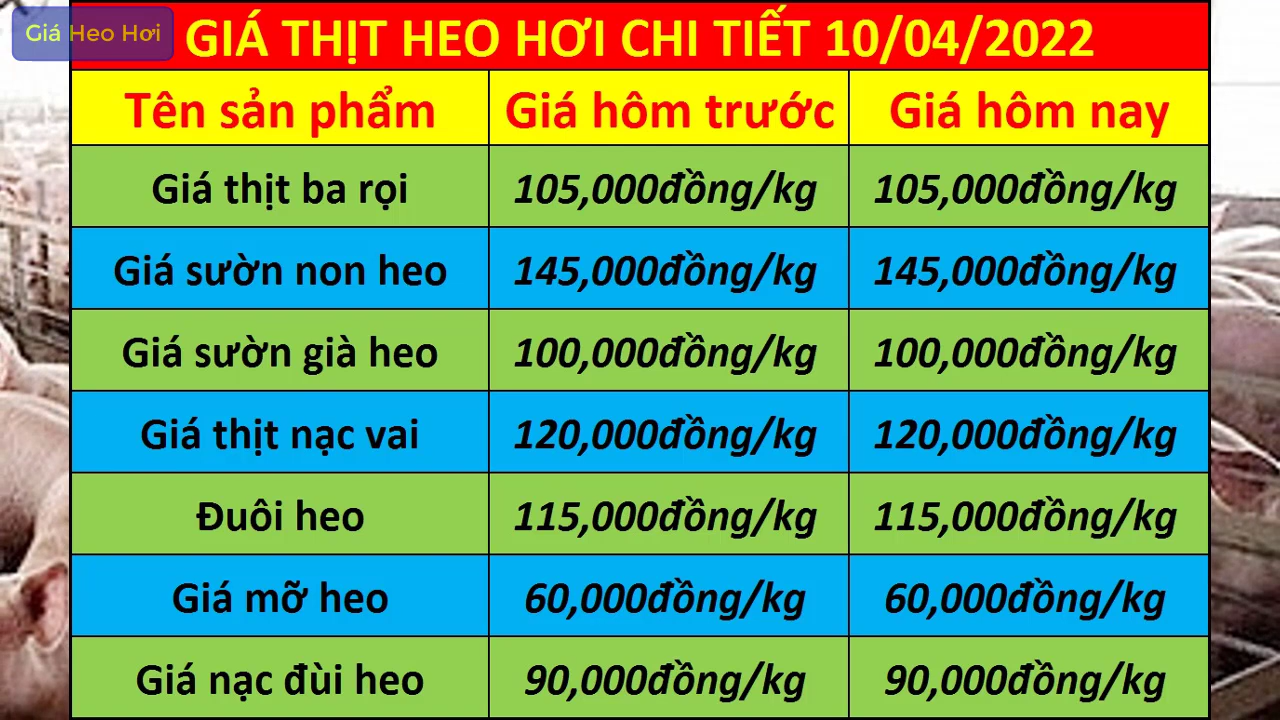 Giá Heo Hơi
GIÁ THỊT HEO HƠI CHI TIẾT 10/04/2022
Tên sản phẩm Giá hôm trước Giá hôm nay
Giá thịt ba rọi 105,000đồng/kg 105,000đồng/kg
Giá sườn non heo 145,000đồng/kg 145,000đồng/kg
Giá sườn già heo 100,000đồng/kg 100,000đồng/kg
Giá thịt nạc vai 120,000đồng/kg 120,000đồng/kg
Đuôi heo 115,000đồng/kg 115,000đồng/kg
Giá mỡ heo 60,000đồng/kg 60,000đồng/kg
Giá nạc đùi heo 90,000đồng/kg 90,000đồng/kg